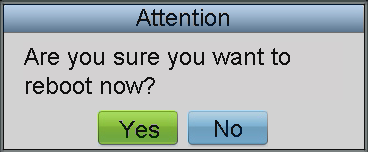 Attention
Are you sure you want to
reboot now?
Yes No